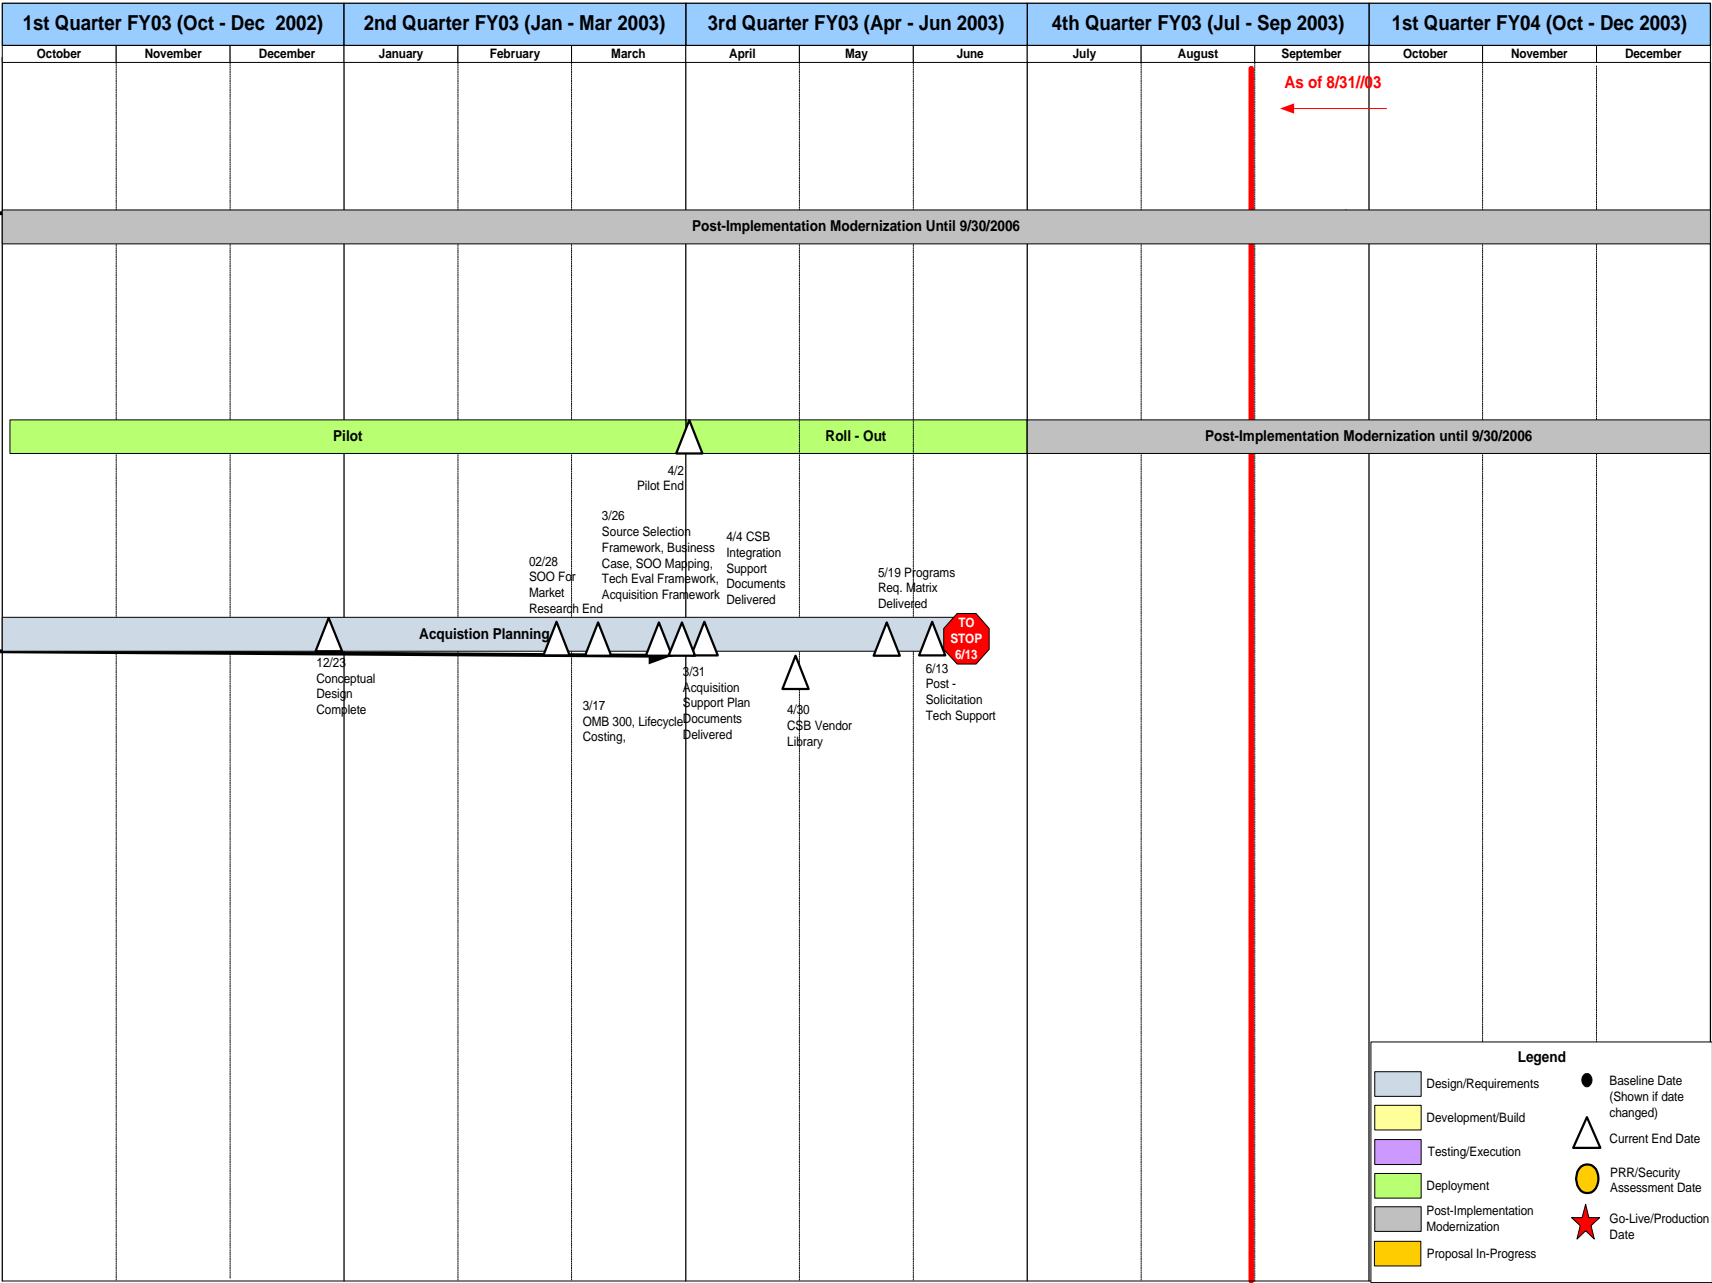 1st Quarter FY03 (Oct - Dec  2002)
2nd Quarter FY03 (Jan - Mar 2003)
3rd Quarter FY03 (Apr - Jun 2003)
4th Quarter FY03 (Jul - Sep 2003)
1st Quarter FY04 (Oct - Dec 2003)
October
November
December
January
February
March
April
May
June
July
August
September
October
November
December
As of 8/31//03
Post-Implementation Modernization Until 9/30/2006
Pilot
Roll - Out
Post-Implementation Modernization until 9/30/2006
4/2
Pilot End
02/28
SOO For
Market
Research End
3/26
Source Selection
Framework, Business
Case, SOO Mapping,
Tech Eval Framework,
Acquisition Framework
4/4 CSB
Integration
Support
Documents
Delivered
5/19 Programs
Req. Matrix
Delivered
Acquistion Planning
TO
STOP
6/13
12/23
Conceptual
Design
Complete
3/17
OMB 300, Lifecycle
Costing,
3/31
Acquisition
Support Plan
Documents
Delivered
4/30
CSB Vendor
Library
6/13
Post -
Solicitation
Tech Support
Legend
Design/Requirements
Development/Build
Testing/Execution
Deployment
Post-Implementation
Modernization
Proposal In-Progress
Baseline Date
(Shown if date
changed)
Current End Date
PRR/Security
Assessment Date
Go-Live/Production
Date